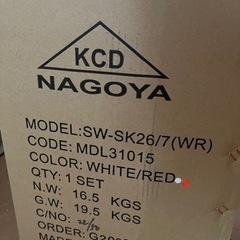 KCD
NAGOYA
MODEL:SW-SK26/7(WR)
CODE: MDL31015
COLOR: WHITE/RED
QTY: 1 SET
N.W: 16.5 KGS
G.W: 19.5 KGS
C/NO:
ORDER: